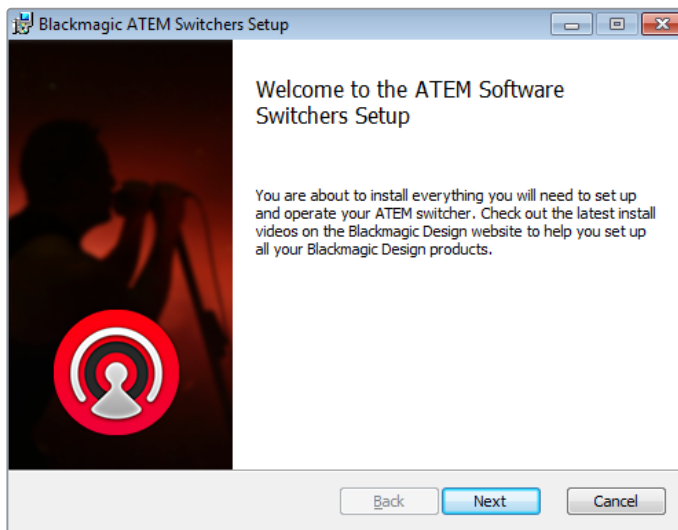 Blackmagic ATEM Switchers Setup
Welcome to the ATEM Software
Switchers Setup
You are about to install everything you will need to set up
and operate your ATEM switcher. Check out the latest install
videos on the Blackmagic Design website to help you set up
all your Blackmagic Design products.
Back
Next
Cancel